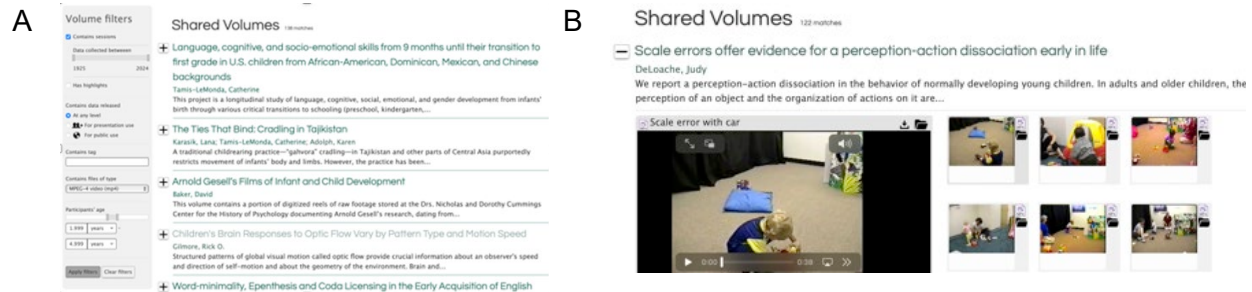 A
Volume filters
Contains sessions
Data collected between
1925 2024
Has highlights
Contains data released
At any level
For presentation use
For public use
Contains tag
Contains files of type
MPEG-4 video (mp4)
Participants' age
1.999 years -
4.999 years
Apply filters Clear filters
Shared Volumes 138 matches
Language, cognitive, and socio-emotional skills from 9 months until their transition to
first grade in U.S. children from African-American, Dominican, Mexican, and Chinese
backgrounds
Tamis-LeMonda, Catherine
This project is a longitudinal study of language, cognitive, social, emotional, and gender development from infants'
birth through various critical transitions to schooling (preschool, kindergarten,...
The Ties That Bind: Cradling in Tajikistan
Karasik, Lana; Tamis-LeMonda, Catherine; Adolph, Karen
A traditional childrearing practice—"gahvora" cradling—in Tajikistan and other parts of Central Asia purportedly
restricts movement of infants' body and limbs. However, the practice has been...
Arnold Gesell's Films of Infant and Child Development
Baker, David
This volume contains a portion of digitized reels of raw footage stored at the Drs. Nicholas and Dorothy Cummings
Center for the History of Psychology documenting Arnold Gesell's research, dating from...
Children's Brain Responses to Optic Flow Vary by Pattern Type and Motion Speed
Gilmore, Rick O.
Structured patterns of global visual motion called optic flow provide crucial information about an observer's speed
and direction of self-motion and about the geometry of the environment. Brain and...
Word-minimality, Epenthesis and Coda Licensing in the Early Acquisition of English
B
Shared Volumes 122 matches
Scale errors offer evidence for a perception-action dissociation early in life
DeLoache, Judy
We report a perception-action dissociation in the behavior of normally developing young children. In adults and older children, the
perception of an object and the organization of actions on it are...
Scale error with car
0:00 0:38